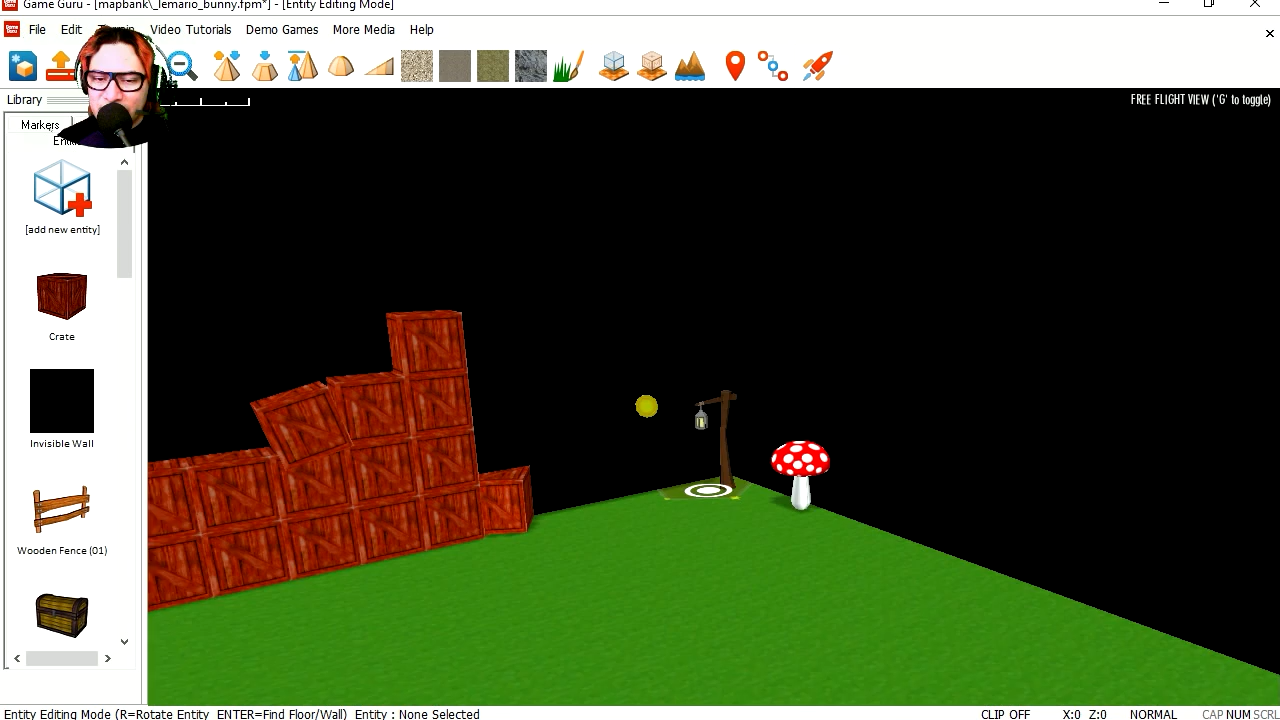 Game Guru - [mapbank\_lemario_bunny.fpm*] - [Entity Editing Mode]
File Edit Terrain Video Tutorials Demo Games More Media Help
Library
FREE FLIGHT VIEW ('G' to toggle)
Markers
[add new entity]
Crate
Invisible Wall
Wooden Fence (01)
Entity Editing Mode (R=Rotate Entity ENTER=Find Floor/Wall) Entity : None Selected
CLIP OFF X:0 Z:0 NORMAL CAP NUM SCRL